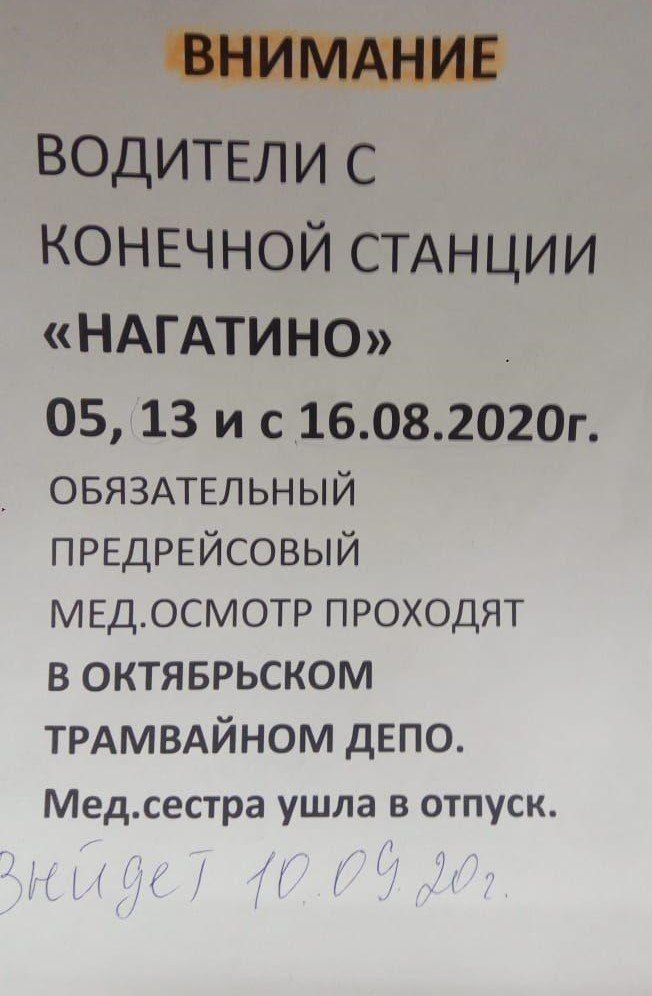 ВНИМАНИЕ
ВОДИТЕЛИ С
КОНЕЧНОЙ СТАНЦИИ
«НАГАТИНО»
05, 13 и с 16.08.2020г.
ОБЯЗАТЕЛЬНЫЙ
ПРЕДРЕЙСОВЫЙ
МЕД.ОСМОТР ПРОХОДЯТ
В ОКТЯБРЬСКОМ
ТРАМВАЙНОМ ДЕПО.
Мед.сестра ушла в отпуск.
Выйдет 10.09.20г.